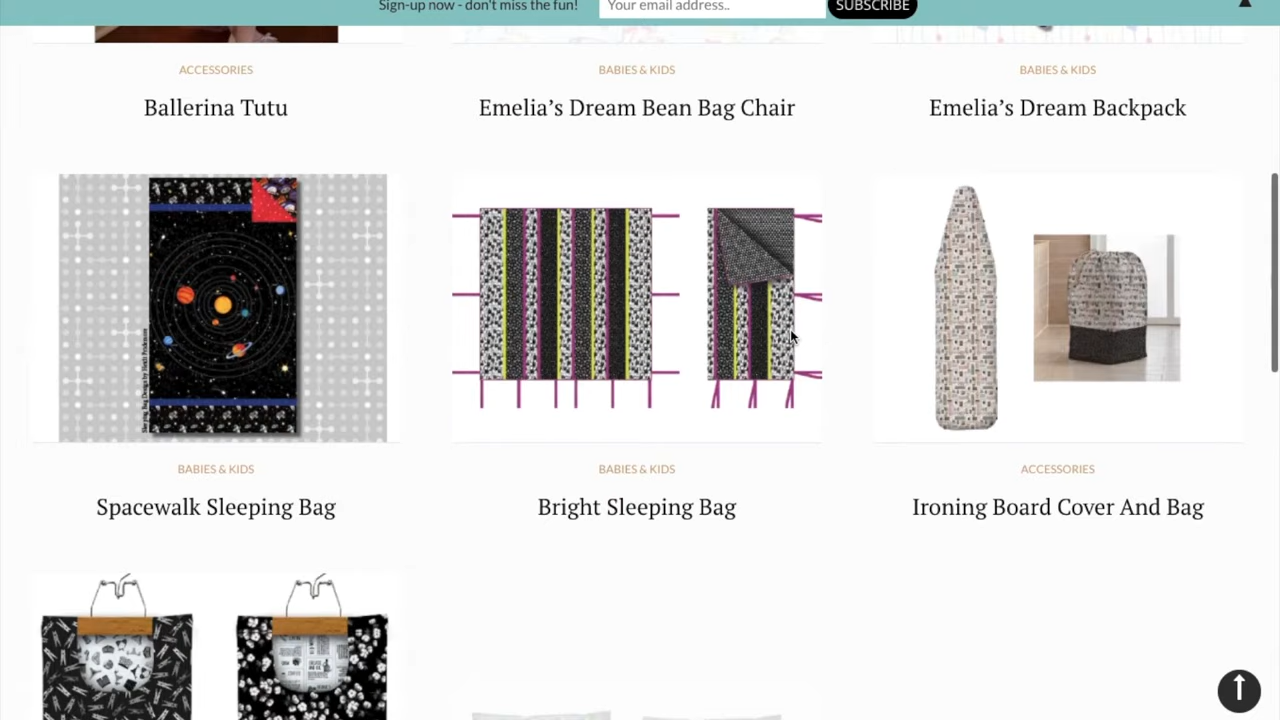 Sign-up now - don't miss the fun!
Your email address..
SUBSCRIBE
ACCESSORIES
BABIES & KIDS
BABIES & KIDS
Ballerina Tutu
Emelia’s Dream Bean Bag Chair
Emelia’s Dream Backpack
BABIES & KIDS
BABIES & KIDS
ACCESSORIES
Spacewalk Sleeping Bag
Bright Sleeping Bag
Ironing Board Cover And Bag